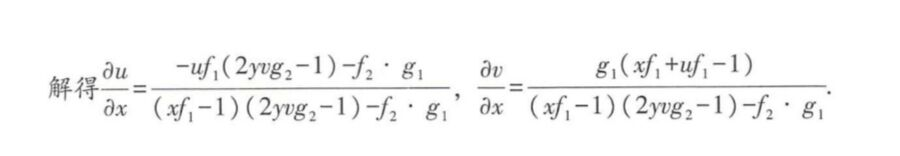 解得∂u/∂x=(-uf₁(2yvg₂-1)-f₂·g₁)/((xf₁-1)(2yvg₂-1)-f₂·g₁), ∂v/∂x=(g₁(xf₁+uf₁-1))/((xf₁-1)(2yvg₂-1)-f₂·g₁).